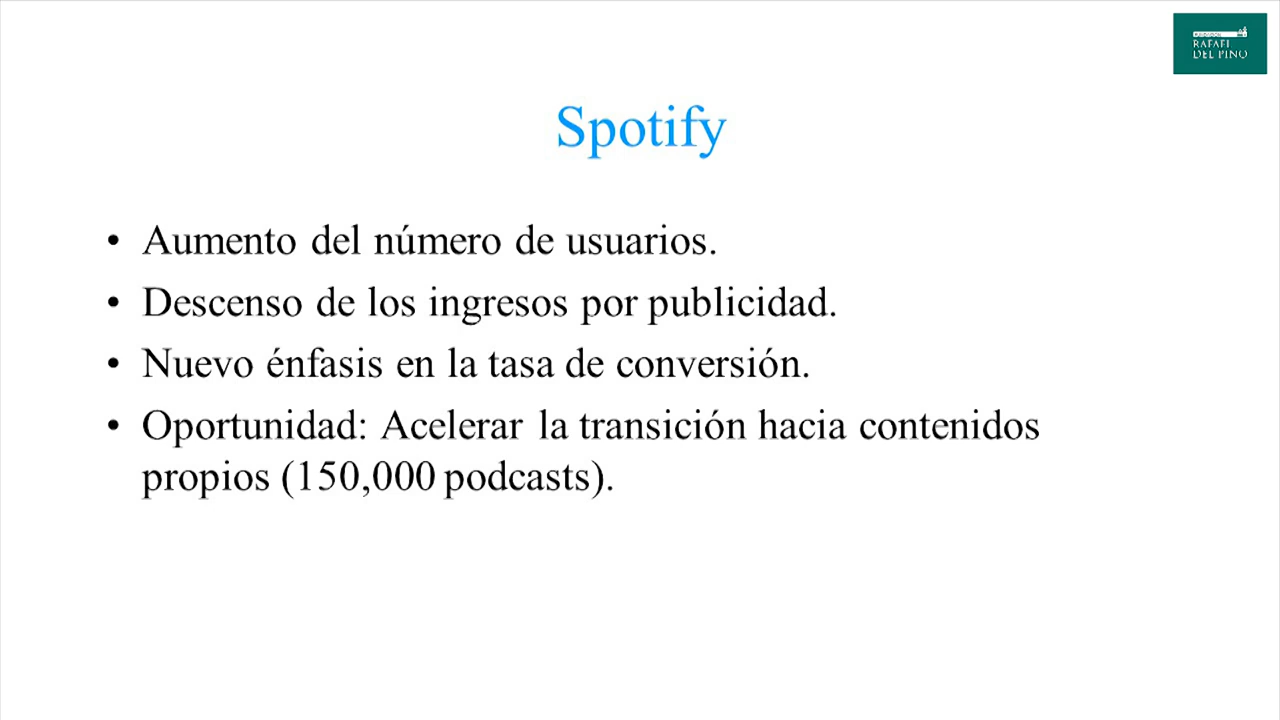 FUNDACIÓN
RAFAEL
DEL PINO
Spotify
• Aumento del número de usuarios.
• Descenso de los ingresos por publicidad.
• Nuevo énfasis en la tasa de conversión.
• Oportunidad: Acelerar la transición hacia contenidos
propios (150,000 podcasts).